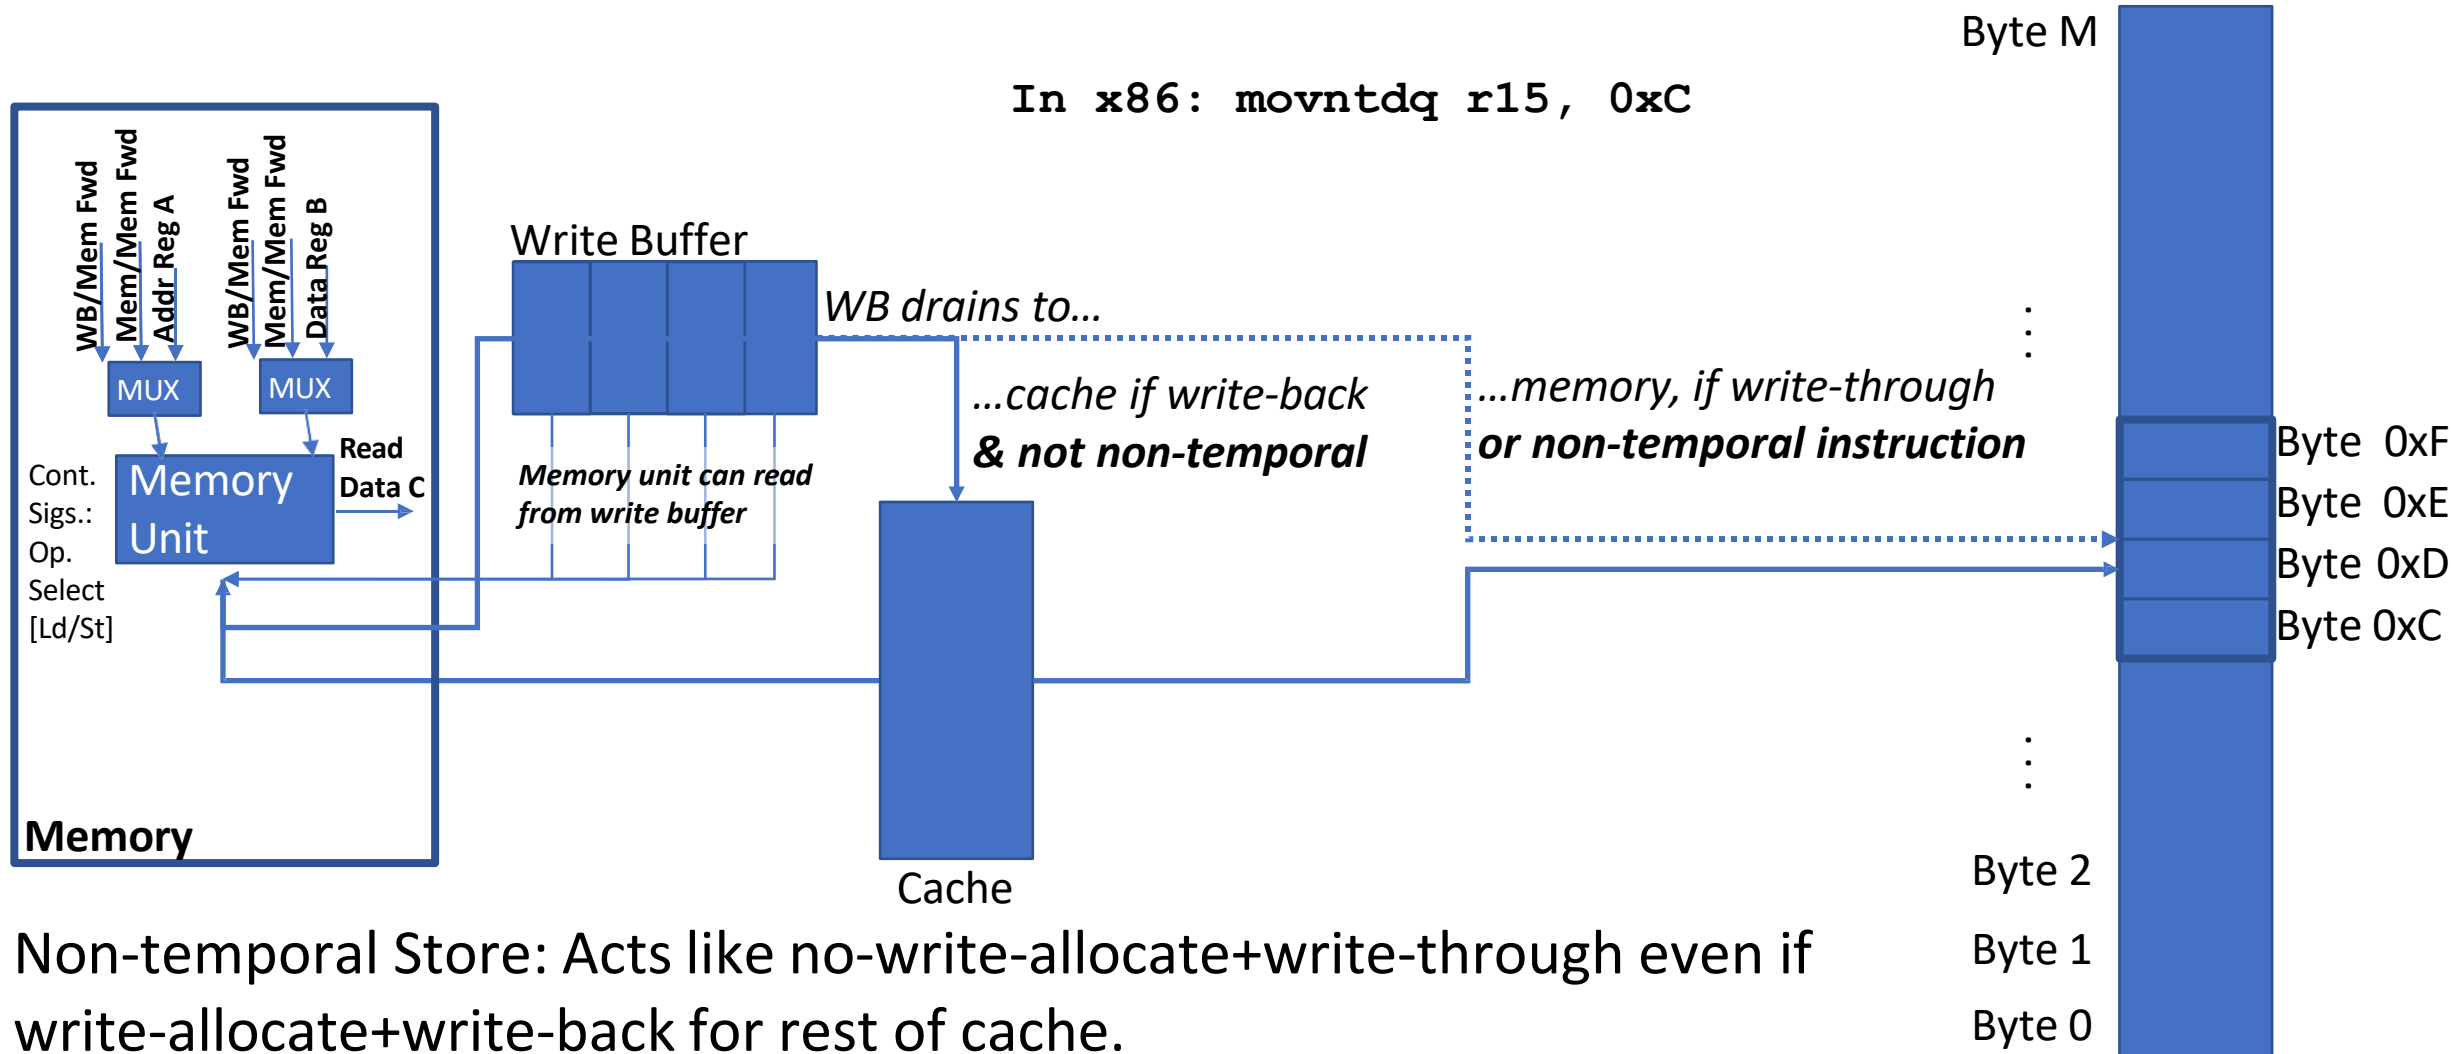 Byte M
In x86: movntdq r15, 0xC
WB/Mem Fwd
Mem/Mem Fwd
Addr Reg A
WB/Mem Fwd
Mem/Mem Fwd
Data Reg B
MUX
MUX
Cont.
Sigs.:
Op.
Select
[Ld/St]
Memory
Unit
Read
Data C
Memory
Write Buffer
Memory unit can read
from write buffer
WB drains to…
…cache if write-back
& not non-temporal
…memory, if write-through
or non-temporal instruction
Cache
⋮
Byte 0xF
Byte 0xE
Byte 0xD
Byte 0xC
⋮
Byte 2
Byte 1
Byte 0
Non-temporal Store: Acts like no-write-allocate+write-through even if
write-allocate+write-back for rest of cache.